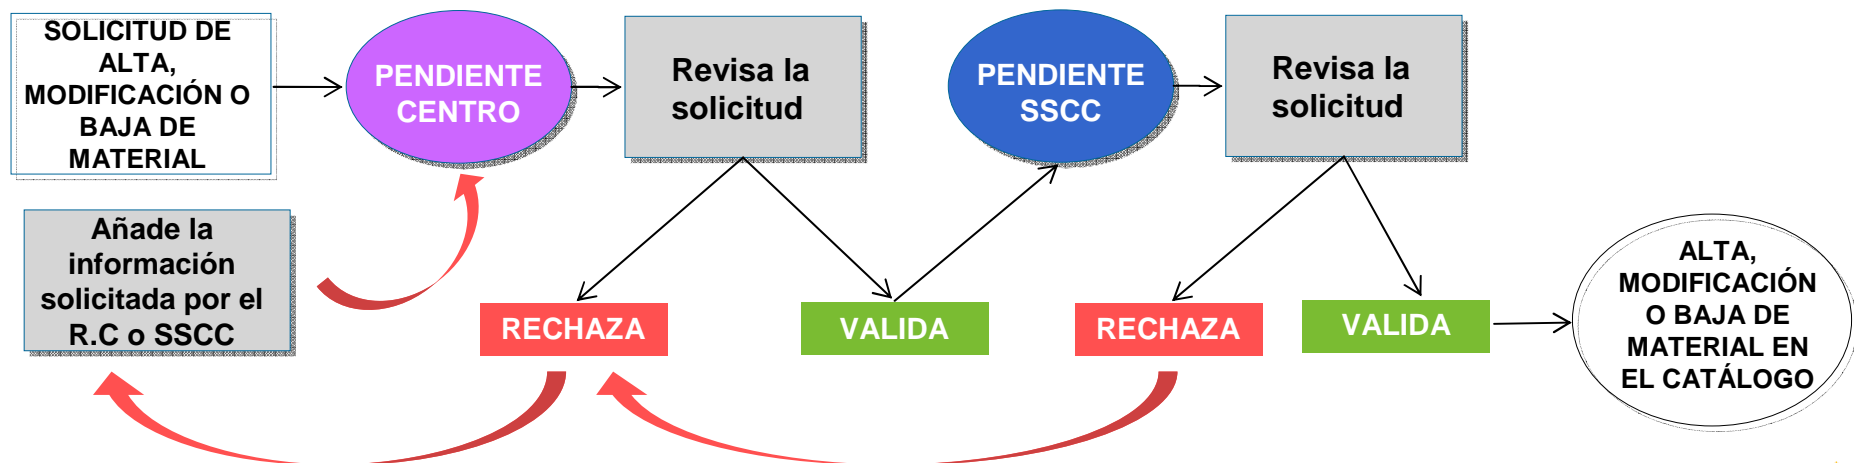 SOLICITUD DE
ALTA,
MODIFICACIÓN O
BAJA DE
MATERIAL
PENDIENTE
CENTRO
Revisa la
solicitud
PENDIENTE
SSCC
Revisa la
solicitud
Añade la
información
solicitada por el
R.C o SSCC
RECHAZA
VALIDA
RECHAZA
VALIDA
ALTA,
MODIFICACIÓN
O BAJA DE
MATERIAL EN
EL CATÁLOGO